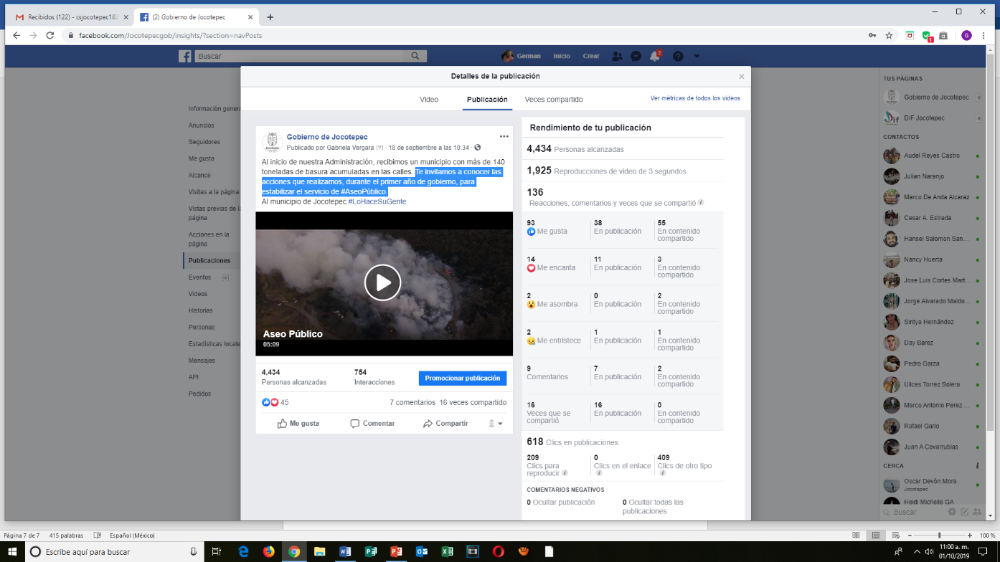 Recibidos (122) - csjocotepec182
(2) Gobierno de Jocotepec
facebook.com/Jocotepecgob/insights/?section=navPosts
1
G
Buscar
German
Inicio
Crear
2
Detalles de la publicación
Video
Publicación
Veces compartido
Ver métricas de todos los videos
Información genera
Anuncios
Seguidores
Me gusta
Alcance
Visitas a la página
Vistas previas de l
página
Acciones en la
página
Publicaciones
Eventos
Videos
Historias
Personas
Estadísticas locale
Mensajes
API
Pedidos
Gobierno de Jocotepec
Publicado por Gabriela Vergara [?] · 18 de septiembre a las 10:34 ·
Al inicio de nuestra Administración, recibimos un municipio con más de 140
toneladas de basura acumuladas en las calles. Te invitamos a conocer las
acciones que realizamos, durante el primer año de gobierno, para
estabilizar el servicio de #AseoPúblico.
Al municipio de Jocotepec #LoHaceSuGente
Aseo Público
05:09
4,434
Personas alcanzadas
754
Interacciones
Promocionar publicación
45
7 comentarios 16 veces compartido
Me gusta
Comentar
Compartir
Rendimiento de tu publicación
4,434 Personas alcanzadas
1,925 Reproducciones de video de 3 segundos
136
Reacciones, comentarios y veces que se compartió
93
Me gusta
38
En publicación
55
En contenido
compartido
14
Me encanta
11
En publicación
3
En contenido
compartido
2
Me asombra
0
En publicación
2
En contenido
compartido
2
Me entristece
1
En publicación
1
En contenido
compartido
9
Comentarios
7
En publicación
2
En contenido
compartido
16
Veces que se
compartió
16
En publicación
0
En contenido
compartido
618 Clics en publicaciones
209
Clics para
reproducir
0
Clics en el enlace
409
Clics de otro tipo
COMENTARIOS NEGATIVOS
0 Ocultar publicación
0 Ocultar todas las
publicaciones
TUS PÁGINAS
Gobierno de Jocotepec 9
DIF Jocotepec 9
CONTACTOS
Audel Reyes Castro
Julian Naranjo
Marco De Anda Alcaraz
Cesar A. Estrada
Hansel Salomon San...
Nancy Huerta
Jose Luis Cortes Mart...
Jorge Alvarado Maldo...
Sintya Hernández
Day Barez
Pedro Garza
Ulices Torrez Solera
Marco Antonio Perez ...
Rafael Garlo
Juan A Covarrubias
CERCA
Oscar Devón Mora
Jocotepec
Heidi Michelle GA
Buscar
Página 7 de 7
415 palabras
Español (México)
100 %
Escribe aquí para buscar
11:00 a. m.
01/10/2019